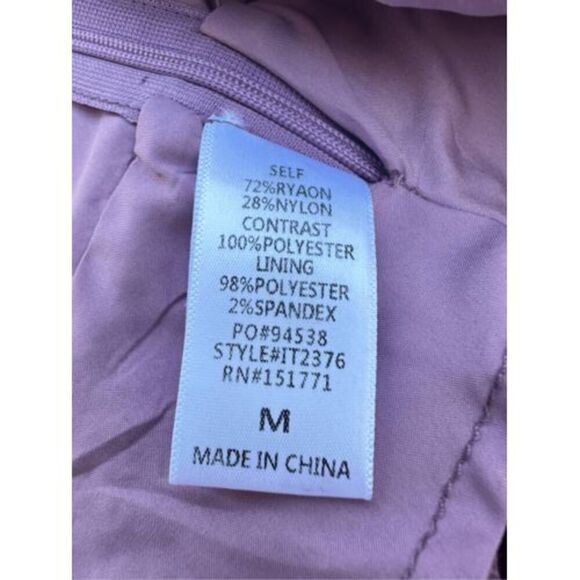 SELF
72%RYAON
28%NYLON
CONTRAST
100%POLYESTER
LINING
98%POLYESTER
2%SPANDEX
PO#94538
STYLE#IT2376
RN#151771
M
MADE IN CHINA